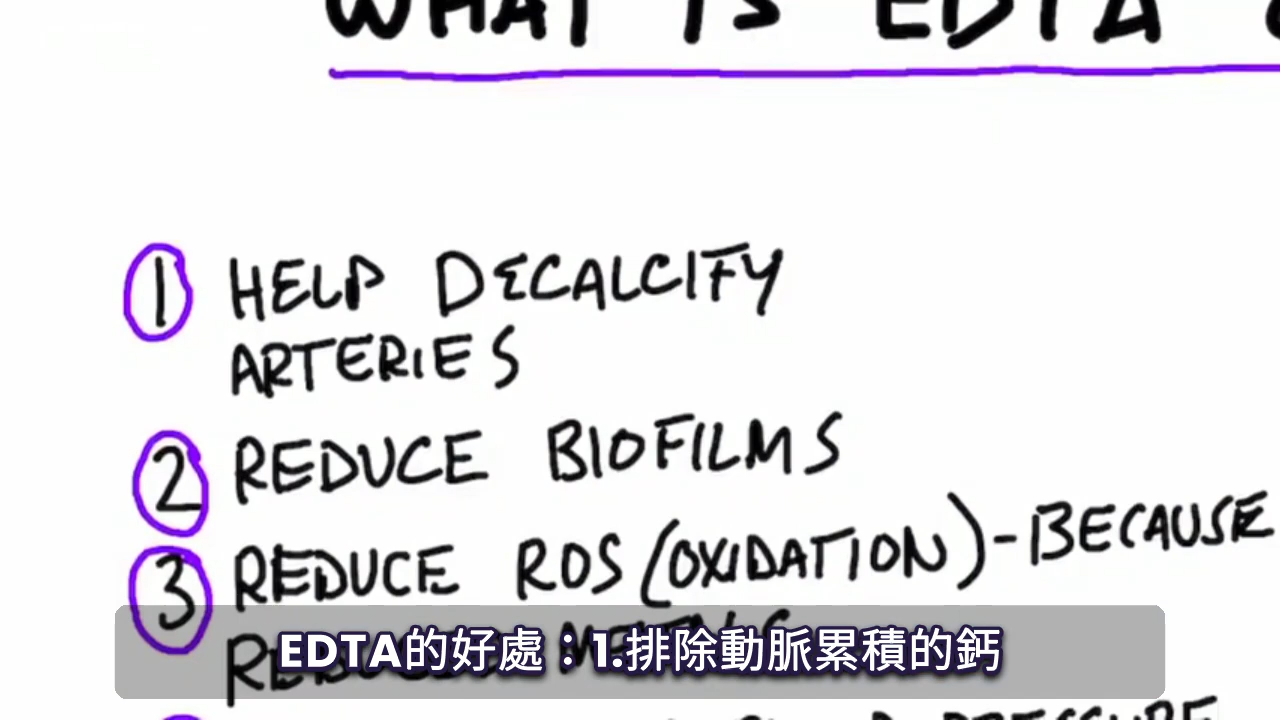 WHAT IS EDTA
① HELP DECALCIFY
ARTERIES
② REDUCE BIOFILMS
③ REDUCE ROS (OXIDATION) - BECAUSE
EDTA的好處：1.排除動脈累積的鈣
PRESSURE